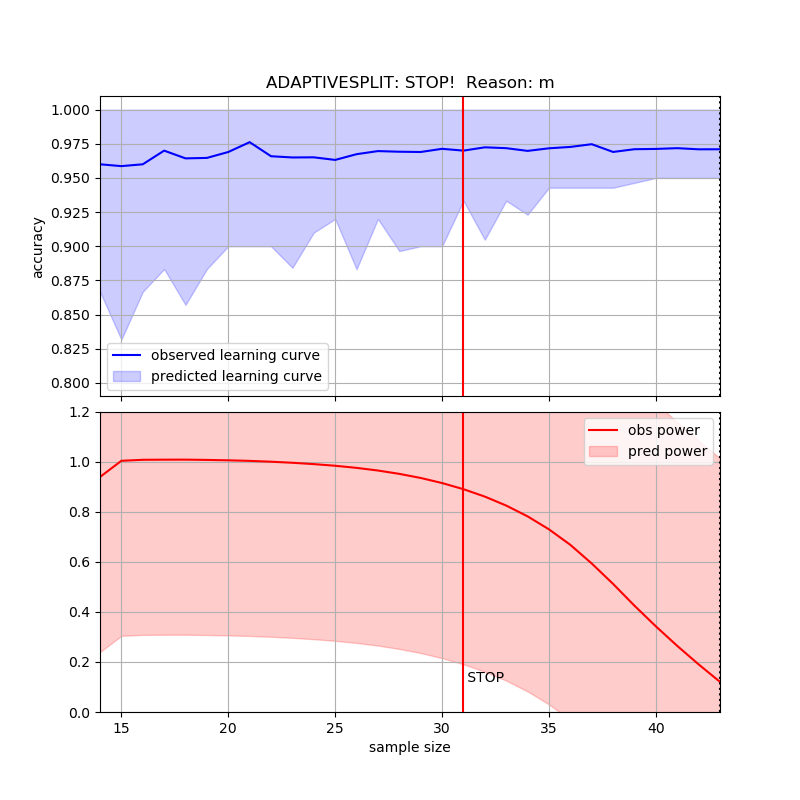 ADAPTIVESPLIT: STOP!  Reason: m
1.000
0.975
0.950
0.925
0.900
0.875
0.850
0.825
0.800
accuracy
observed learning curve
predicted learning curve
1.2
1.0
0.8
0.6
0.4
0.2
0.0
obs power
pred power
STOP
15 20 25 30 35 40
sample size